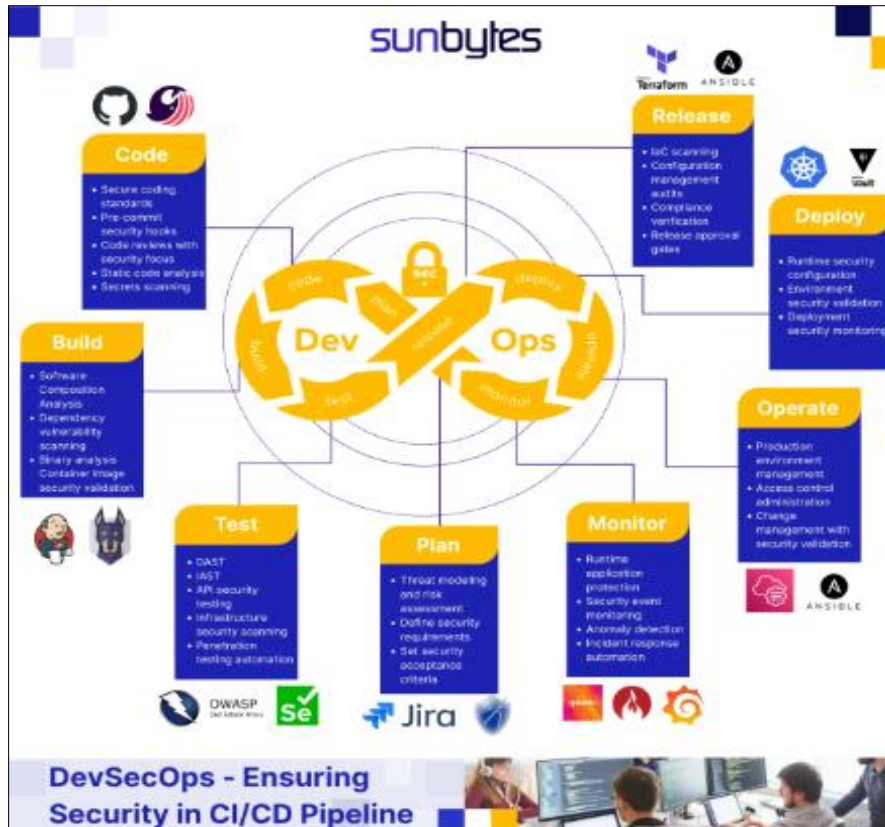 sunbytes
Terraform
ANSIBLE
Release
IaC scanning
Configuration
management
audits
Compliance
verification
Release approval
gates
Code
Secure coding
standards
Pre-commit
security hooks
Code reviews with
security focus
Static code analysis
Secrets scanning
Vault
Deploy
Runtime security
configuration
Environment
security validation
Deployment
security monitoring
sec
code
plan
build
test
Dev
release
deploy
operate
monitor
Ops
Build
Software
Composition
Analysis
Dependency
vulnerability
scanning
Binary analysis
Container image
security validation
Operate
Production
environment
management
Access control
administration
Change
management with
security validation
ANSIBLE
Test
DAST
IAST
API security
testing
Infrastructure
security scanning
Penetration
testing automation
OWASP
Se
Plan
Threat modeling
and risk
assessment
Define security
requirements
Set security
acceptance
criteria
Jira
Monitor
Runtime
application
protection
Security event
monitoring
Anomaly detection
Incident response
automation
DevSecOps - Ensuring
Security in CI/CD Pipeline